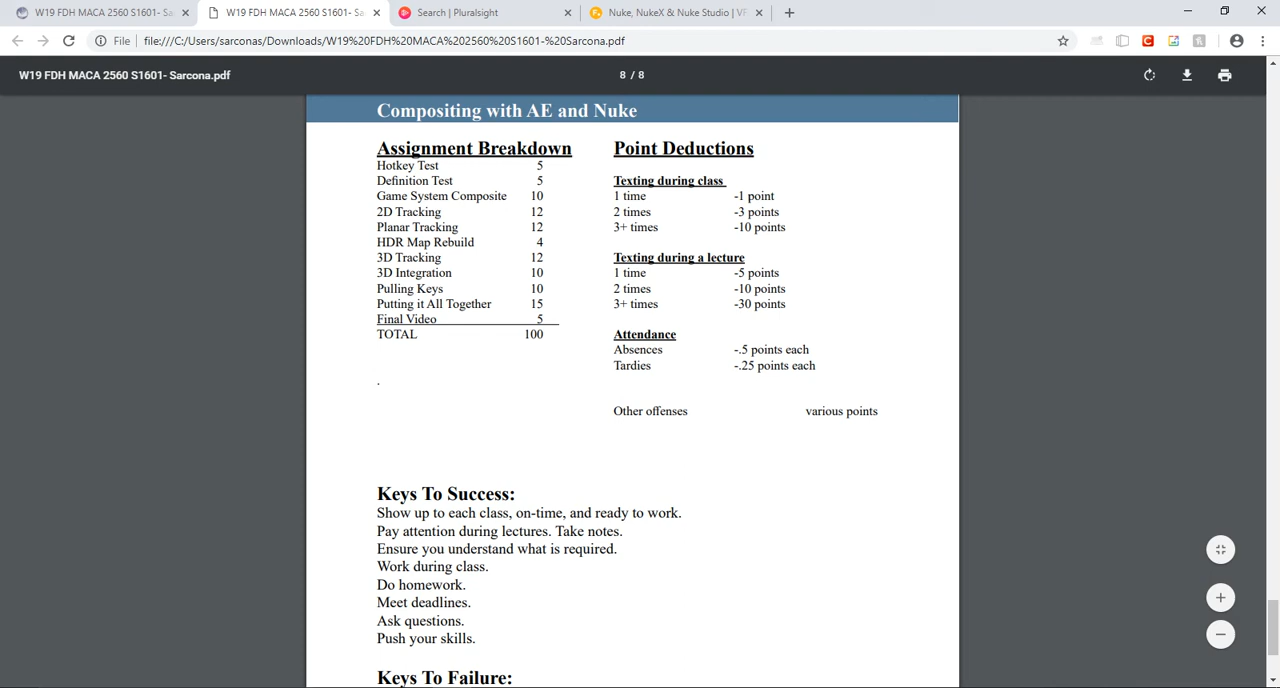 W19 FDH MACA 2560 S1601- Sa
W19 FDH MACA 2560 S1601- Sa
Search | Pluralsight
Nuke, NukeX & Nuke Studio | VF
File | file:///C:/Users/sarconas/Downloads/W19%20FDH%20MACA%202560%20S1601-%20Sarcona.pdf
W19 FDH MACA 2560 S1601- Sarcona.pdf
8 / 8
Compositing with AE and Nuke
Assignment Breakdown
Hotkey Test 5
Definition Test 5
Game System Composite 10
2D Tracking 12
Planar Tracking 12
HDR Map Rebuild 4
3D Tracking 12
3D Integration 10
Pulling Keys 10
Putting it All Together 15
Final Video 5
TOTAL 100
.
Point Deductions
Texting during class
1 time -1 point
2 times -3 points
3+ times -10 points
Texting during a lecture
1 time -5 points
2 times -10 points
3+ times -30 points
Attendance
Absences -.5 points each
Tardies -.25 points each
Other offenses various points
Keys To Success:
Show up to each class, on-time, and ready to work.
Pay attention during lectures. Take notes.
Ensure you understand what is required.
Work during class.
Do homework.
Meet deadlines.
Ask questions.
Push your skills.
Keys To Failure: